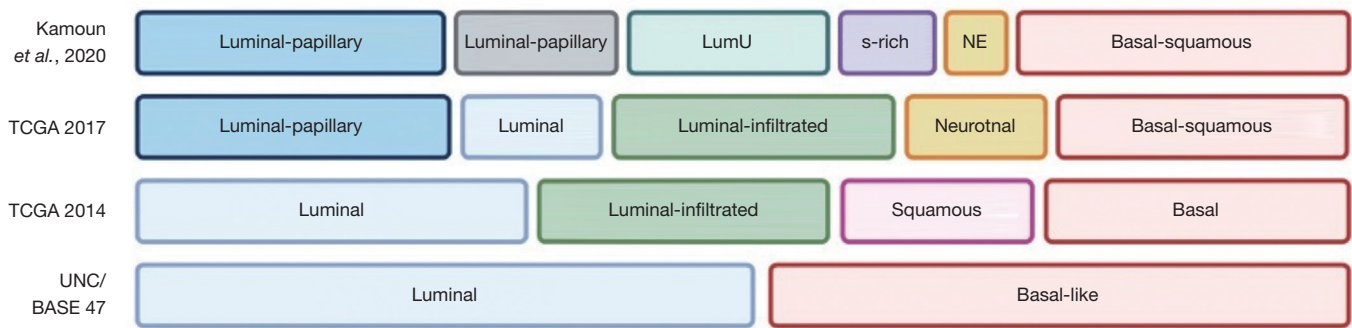 Kamoun
et al., 2020
Luminal-papillary
Luminal-papillary
LumU
s-rich
NE
Basal-squamous
TCGA 2017
Luminal-papillary
Luminal
Luminal-infiltrated
Neurotnal
Basal-squamous
TCGA 2014
Luminal
Luminal-infiltrated
Squamous
Basal
UNC/
BASE 47
Luminal
Basal-like